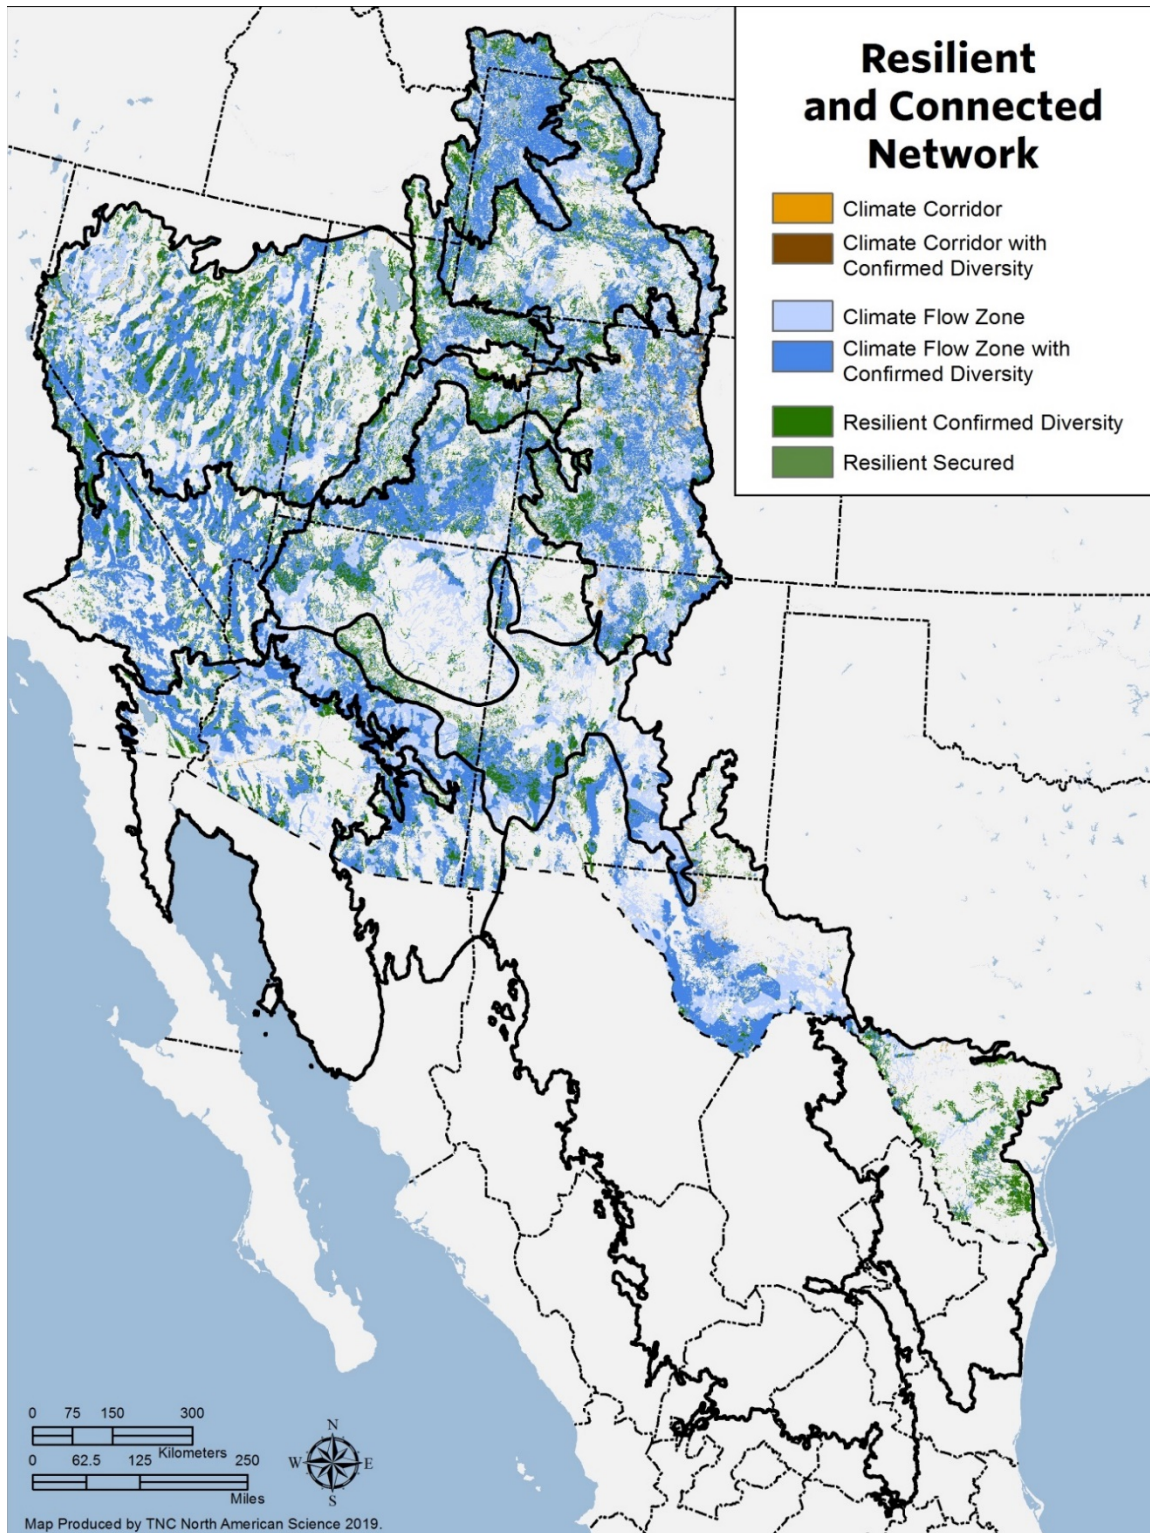 Resilient
and Connected
Network
Climate Corridor
Climate Corridor with
Confirmed Diversity
Climate Flow Zone
Climate Flow Zone with
Confirmed Diversity
Resilient Confirmed Diversity
Resilient Secured
0 75 150 300
Kilometers
0 62.5 125 250
Miles
N
W E
S
Map Produced by TNC North American Science 2019.